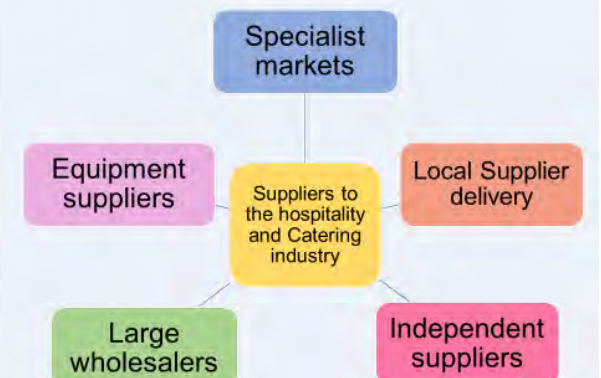 Specialist
markets
Equipment
suppliers
Suppliers to
the hospitality
and Catering
industry
Local Supplier
delivery
Large
wholesalers
Independent
suppliers